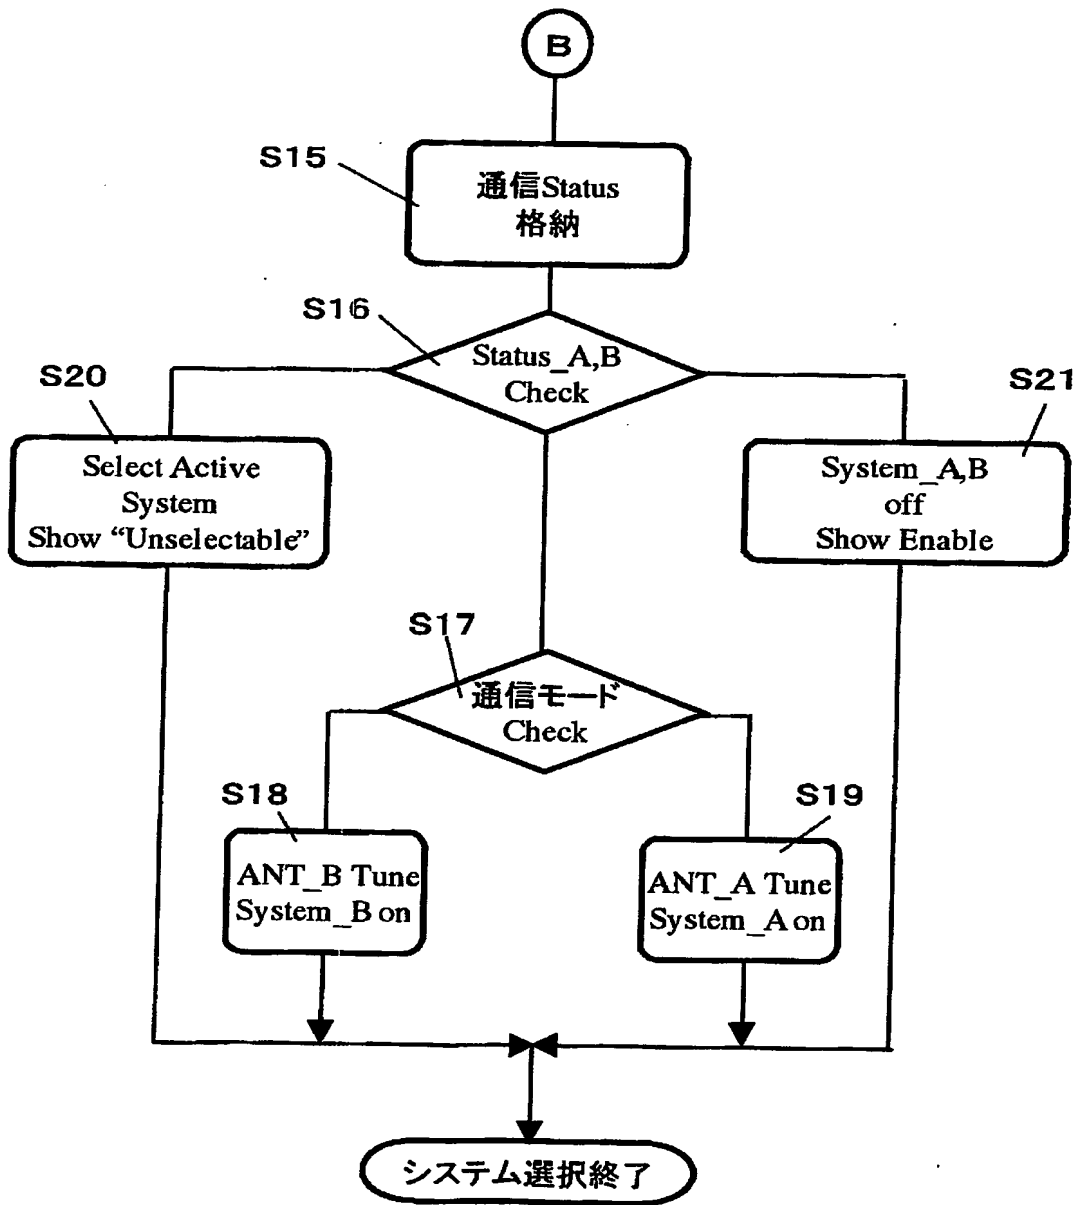 B
S15
通信Status
格納
S16
Status_A,B
Check
S20
Select Active
System
Show “Unselectable”
S21
System_A,B
off
Show Enable
S17
通信モード
Check
S18
ANT_B Tune
System_B on
S19
ANT_A Tune
System_A on
システム選択終了